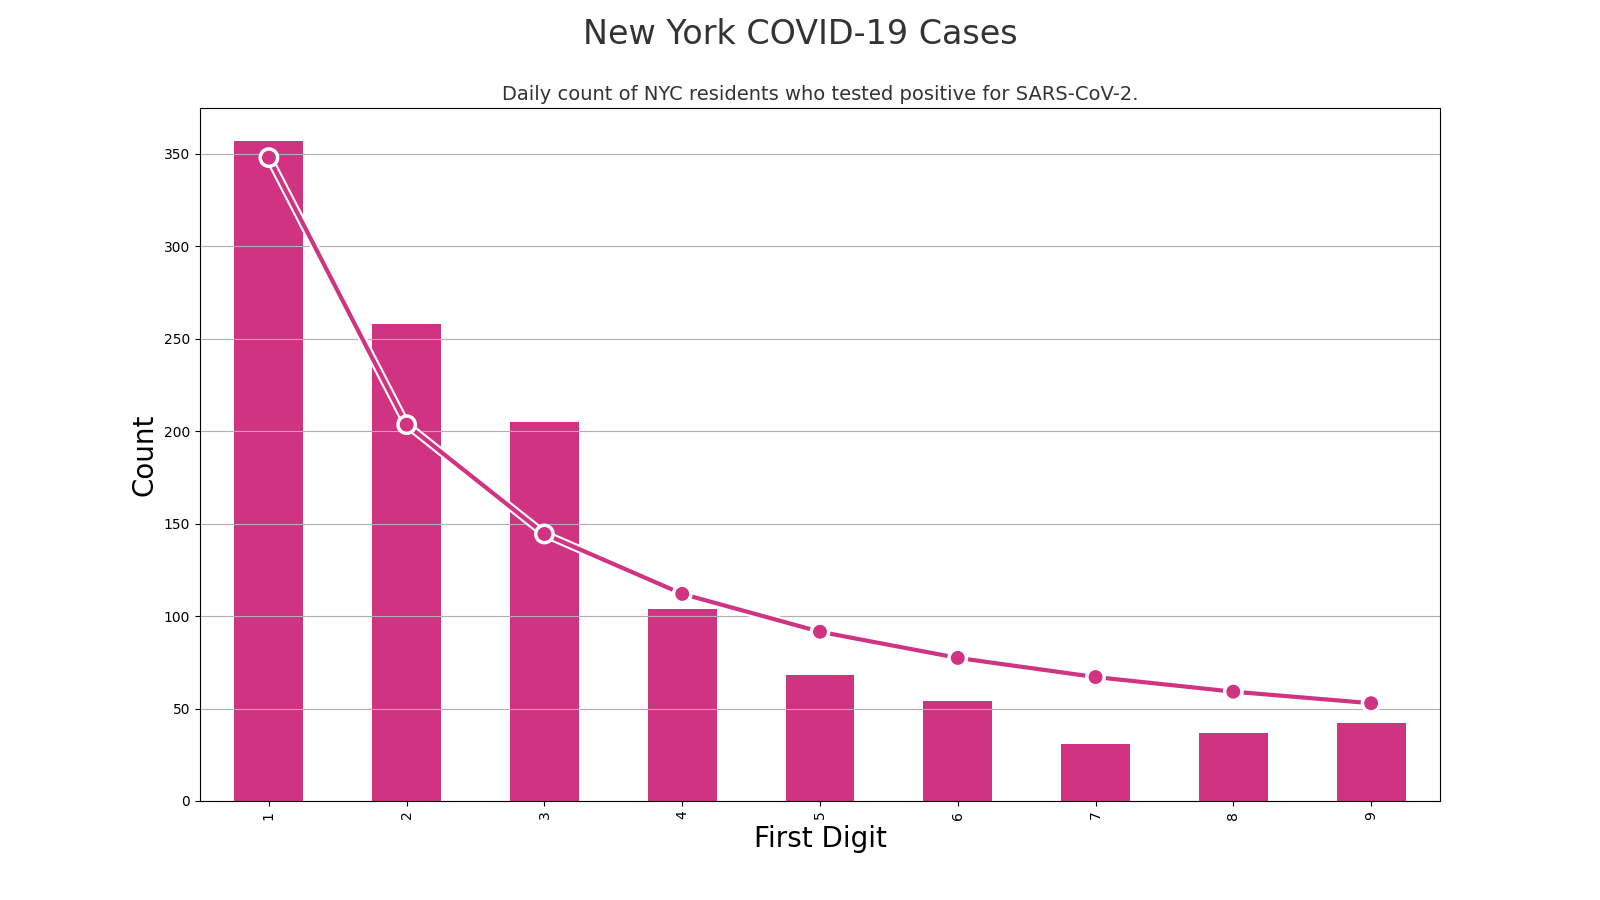 New York COVID-19 Cases
Daily count of NYC residents who tested positive for SARS-CoV-2.
350
300
250
200
150
100
50
0
Count
1 2 3 4 5 6 7 8 9
First Digit